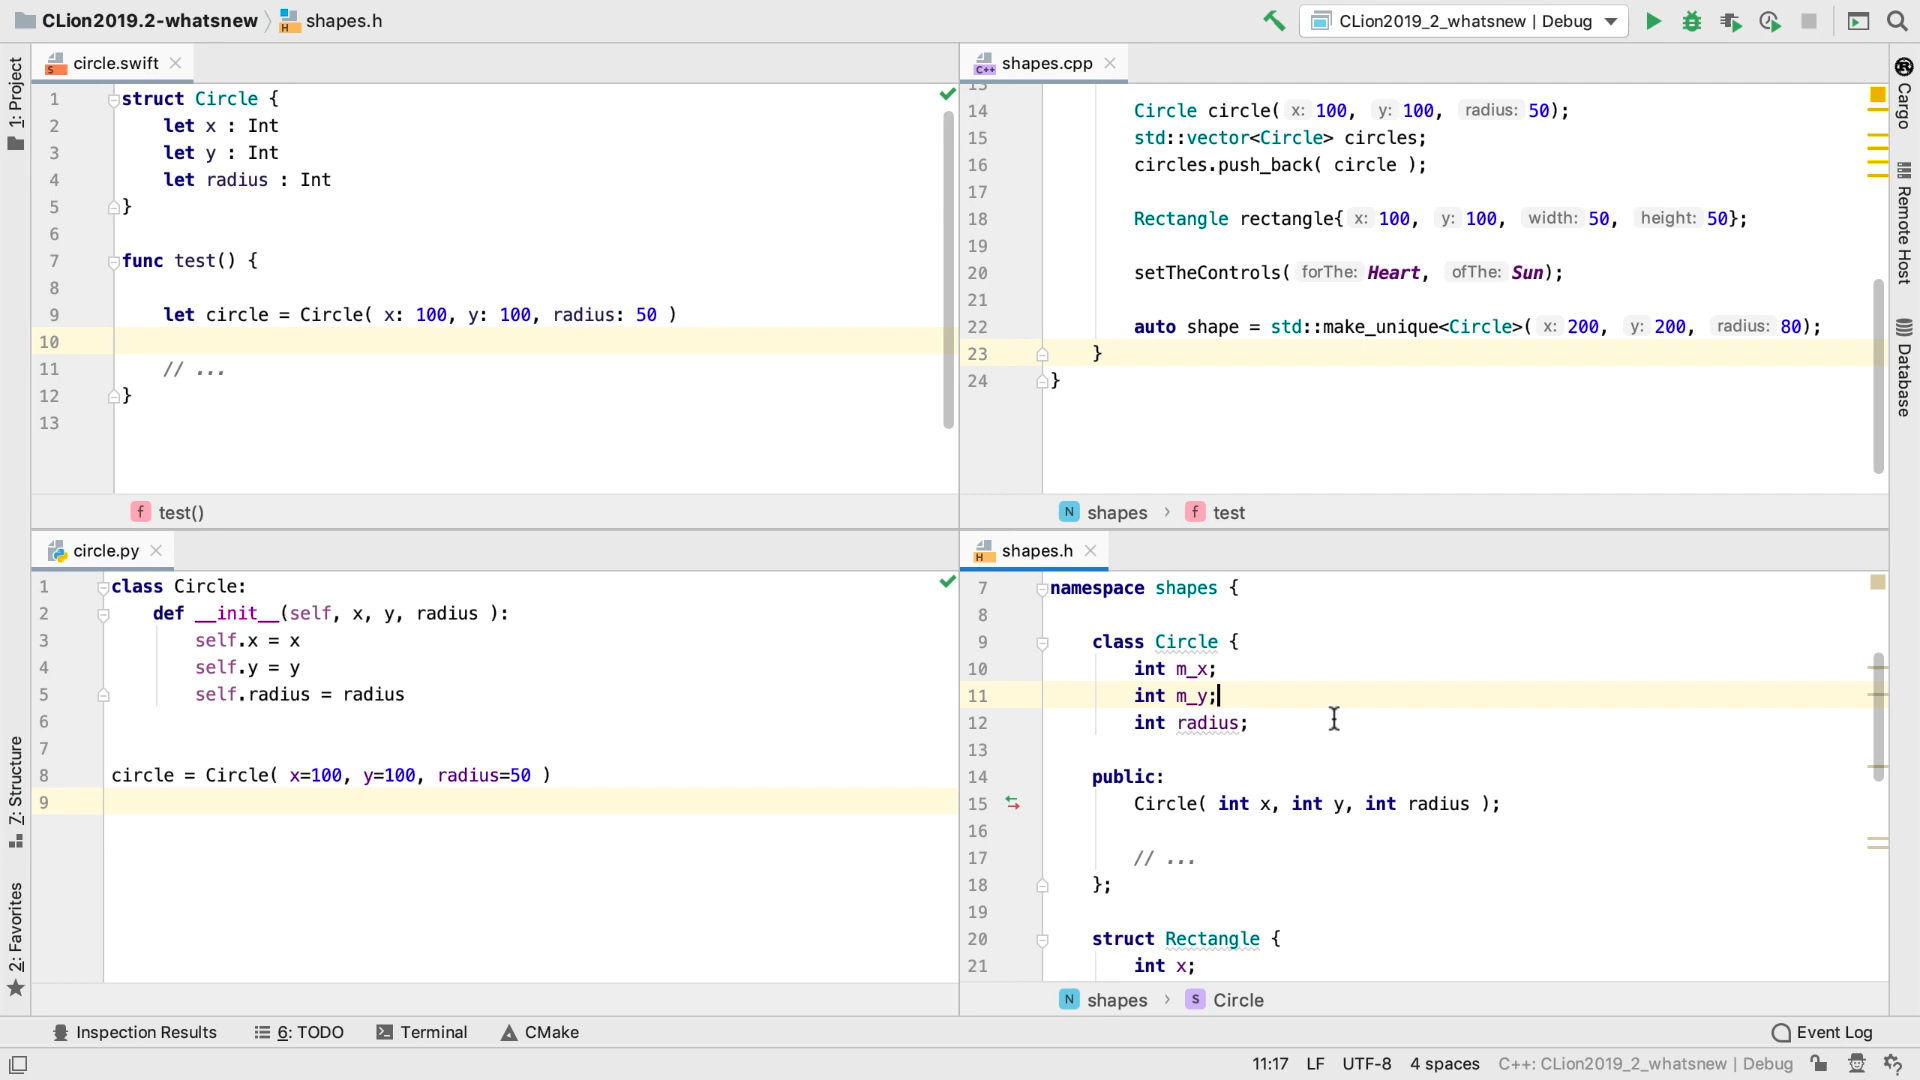 CLion2019.2-whatsnew shapes.h
CLion2019_2_whatsnew | Debug
1: Project
Z: Structure
2: Favorites
circle.swift
1 struct Circle {
2 let x : Int
3 let y : Int
4 let radius : Int
5 }
6
7 func test() {
8
9 let circle = Circle( x: 100, y: 100, radius: 50 )
10
11 // ...
12 }
13
f test()
shapes.cpp
14 Circle circle( x: 100, y: 100, radius: 50);
15 std::vector<Circle> circles;
16 circles.push_back( circle );
17
18 Rectangle rectangle{ x: 100, y: 100, width: 50, height: 50};
19
20 setTheControls( forThe: Heart, ofThe: Sun);
21
22 auto shape = std::make_unique<Circle>( x: 200, y: 200, radius: 80);
23 }
24 }
N shapes › f test
circle.py
1 class Circle:
2 def __init__(self, x, y, radius ):
3 self.x = x
4 self.y = y
5 self.radius = radius
6
7
8 circle = Circle( x=100, y=100, radius=50 )
9
shapes.h
7 namespace shapes {
8
9 class Circle {
10 int m_x;
11 int m_y;
12 int radius;
13
14 public:
15 Circle( int x, int y, int radius );
16
17 // ...
18 };
19
20 struct Rectangle {
21 int x;
N shapes › S Circle
Cargo
Remote Host
Database
Inspection Results 6: TODO Terminal CMake Event Log
11:17 LF UTF-8 4 spaces C++: CLion2019_2_whatsnew | Debug